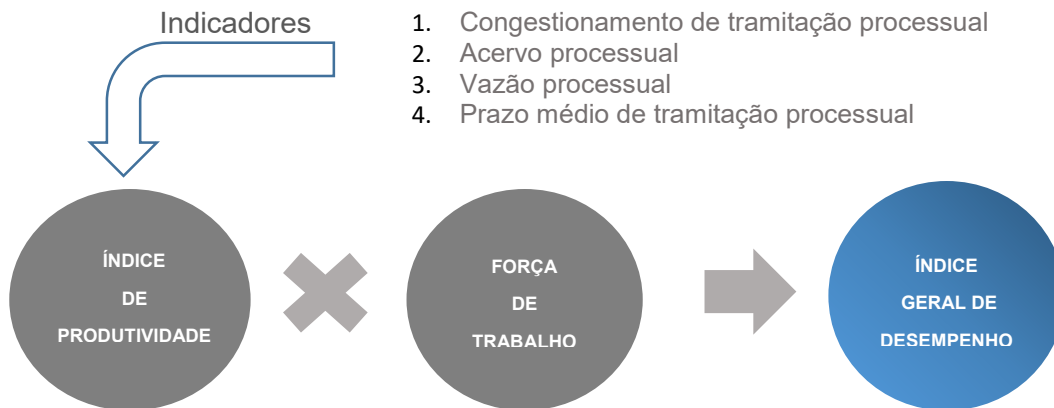 Indicadores
1. Congestionamento de tramitação processual
2. Acervo processual
3. Vazão processual
4. Prazo médio de tramitação processual
ÍNDICE
DE
PRODUTIVIDADE
FORÇA
DE
TRABALHO
ÍNDICE
GERAL DE
DESEMPENHO